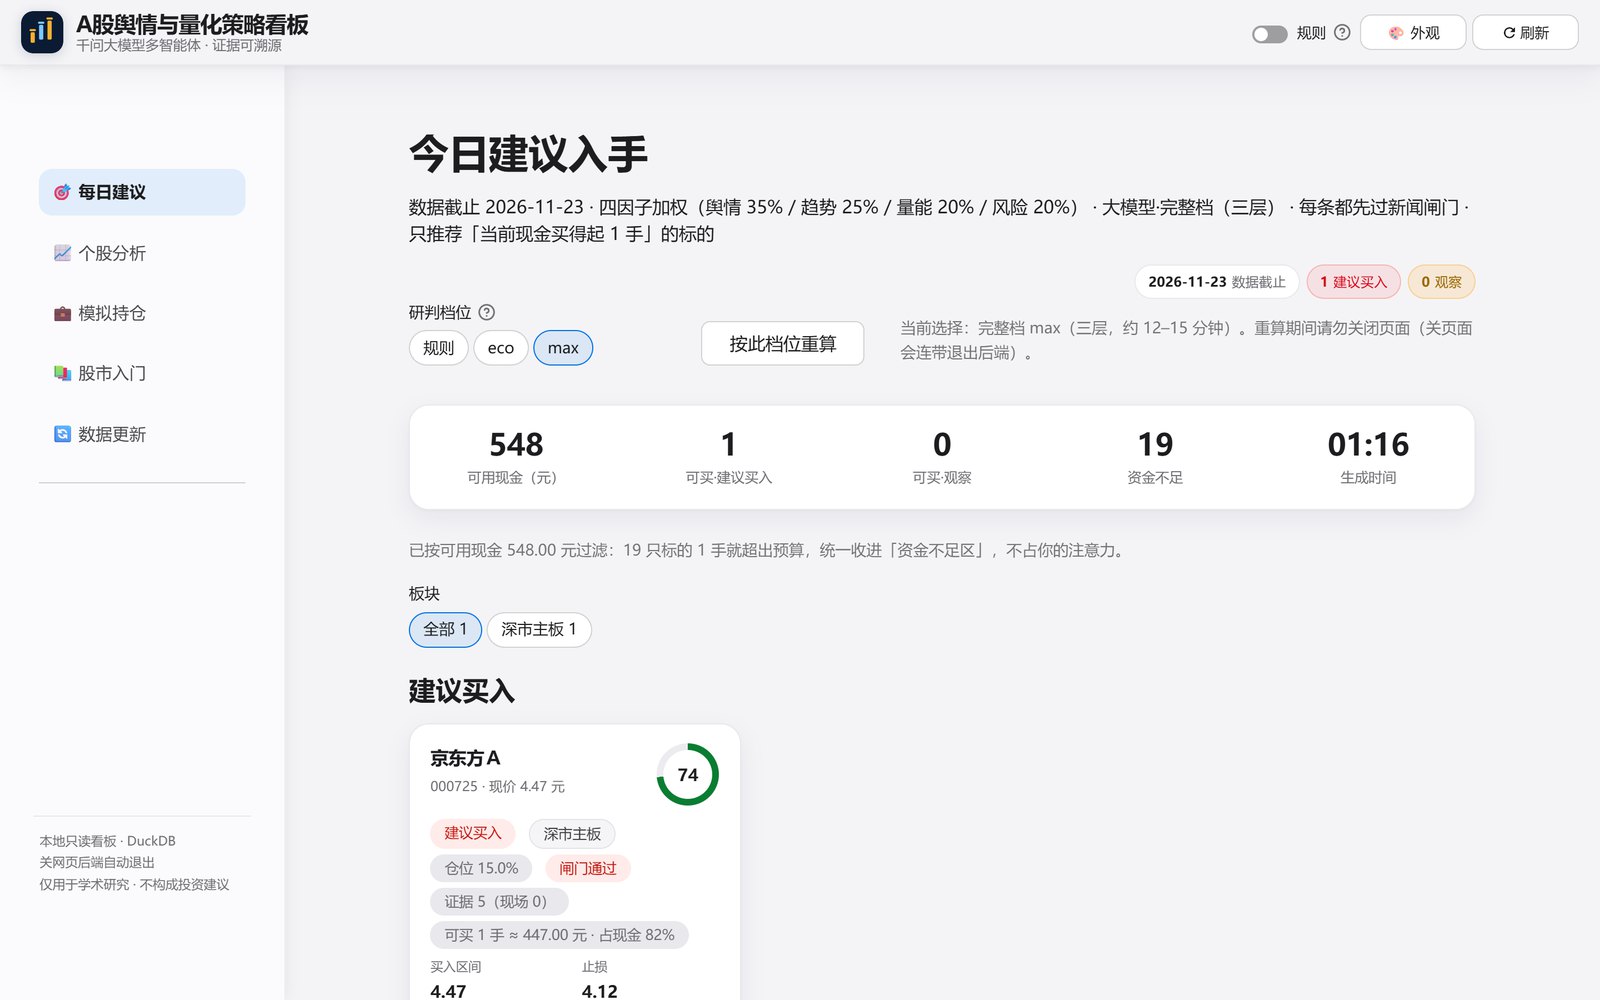 A股舆情与量化策略看板
千问大模型多智能体 · 证据可溯源
规则
外观
刷新
每日建议
个股分析
模拟持仓
股市入门
数据更新
本地只读看板 · DuckDB
关网页后端自动退出
仅用于学术研究 · 不构成投资建议
今日建议入手
数据截止 2026-11-23 · 四因子加权（舆情 35% / 趋势 25% / 量能 20% / 风险 20%） · 大模型·完整档（三层） · 每条都先过新闻闸门 ·
只推荐「当前现金买得起 1 手」的标的
2026-11-23 数据截止
1 建议买入
0 观察
研判档位
规则
eco
max
按此档位重算
当前选择：完整档 max（三层，约 12–15 分钟）。重算期间请勿关闭页面（关页面
会连带退出后端）。
548
可用现金（元）
1
可买·建议买入
0
可买·观察
19
资金不足
01:16
生成时间
已按可用现金 548.00 元过滤：19 只标的 1 手就超出预算，统一收进「资金不足区」，不占你的注意力。
板块
全部 1
深市主板 1
建议买入
京东方Ａ
000725 · 现价 4.47 元
74
建议买入
深市主板
仓位 15.0%
闸门通过
证据 5（现场 0）
可买 1 手 ≈ 447.00 元 · 占现金 82%
买入区间
止损
4.47
4.12